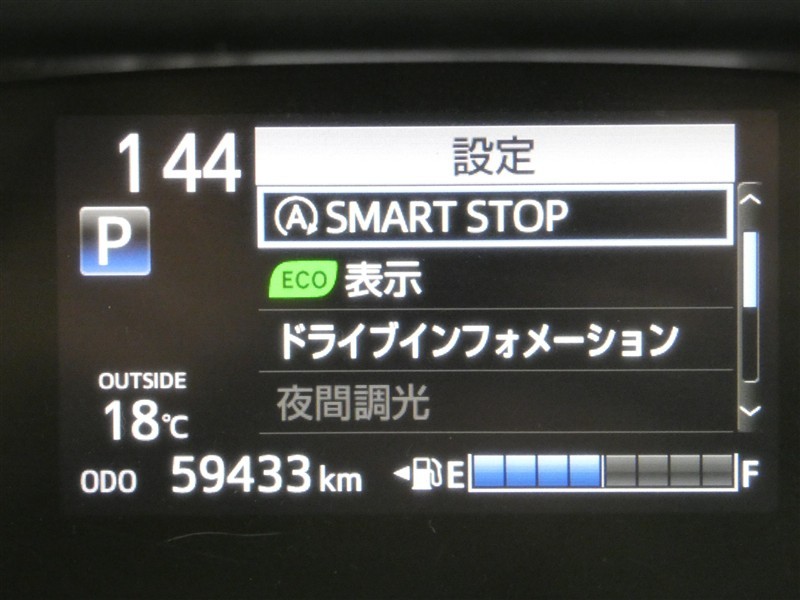 144
設定
P
SMART STOP
ECO 表示
ドライブインフォメーション
夜間調光
OUTSIDE
18℃
ODO 59433 km
E F